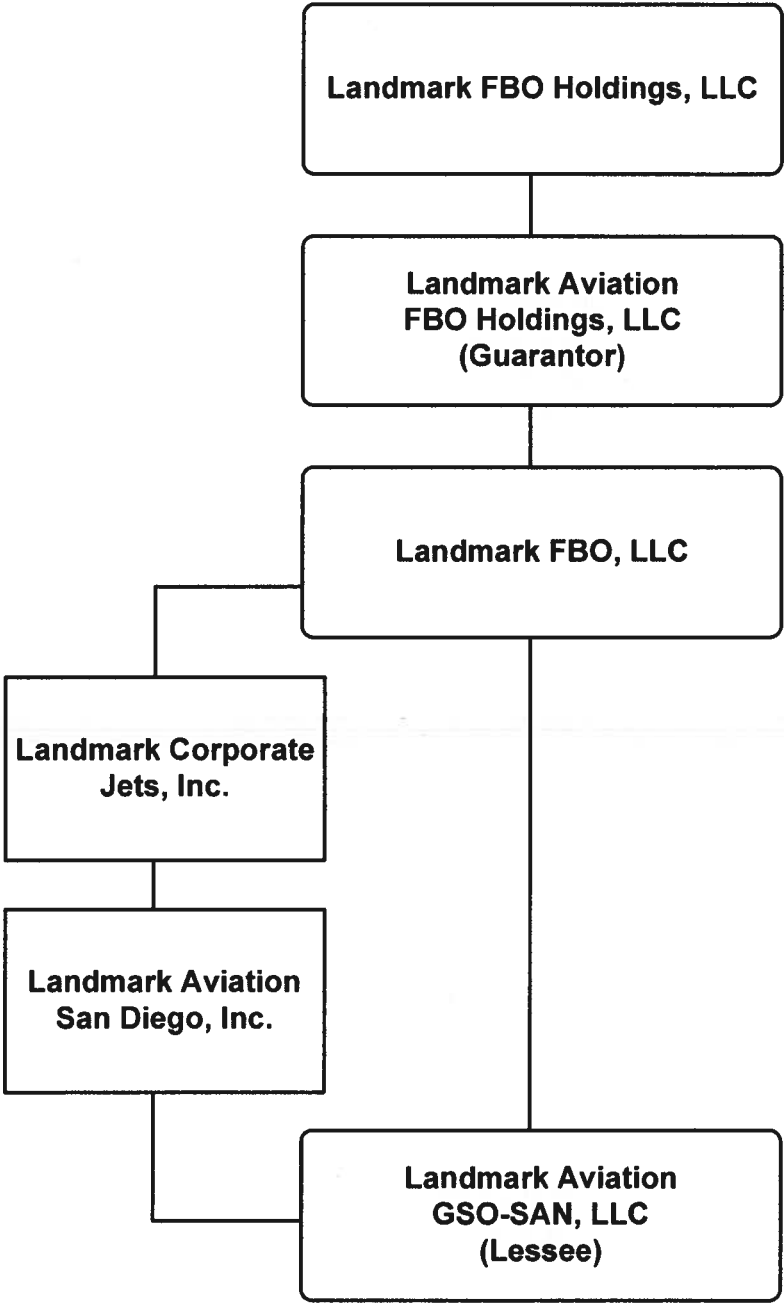 Landmark FBO Holdings, LLC
Landmark Aviation
FBO Holdings, LLC
(Guarantor)
Landmark FBO, LLC
Landmark Corporate
Jets, Inc.
Landmark Aviation
San Diego, Inc.
Landmark Aviation
GSO-SAN, LLC
(Lessee)